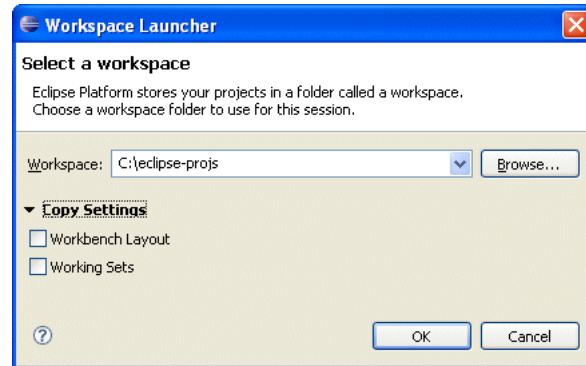 Workspace Launcher
Select a workspace
Eclipse Platform stores your projects in a folder called a workspace.
Choose a workspace folder to use for this session.
Workspace: C:\eclipse-projs Browse...
Copy Settings
Workbench Layout
Working Sets
? OK Cancel